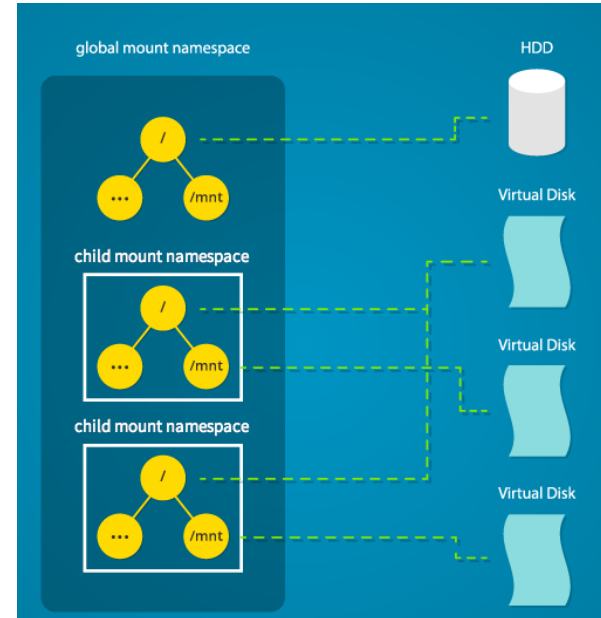 global mount namespace
HDD
/
...
/mnt
Virtual Disk
child mount namespace
/
...
/mnt
Virtual Disk
child mount namespace
/
...
/mnt
Virtual Disk